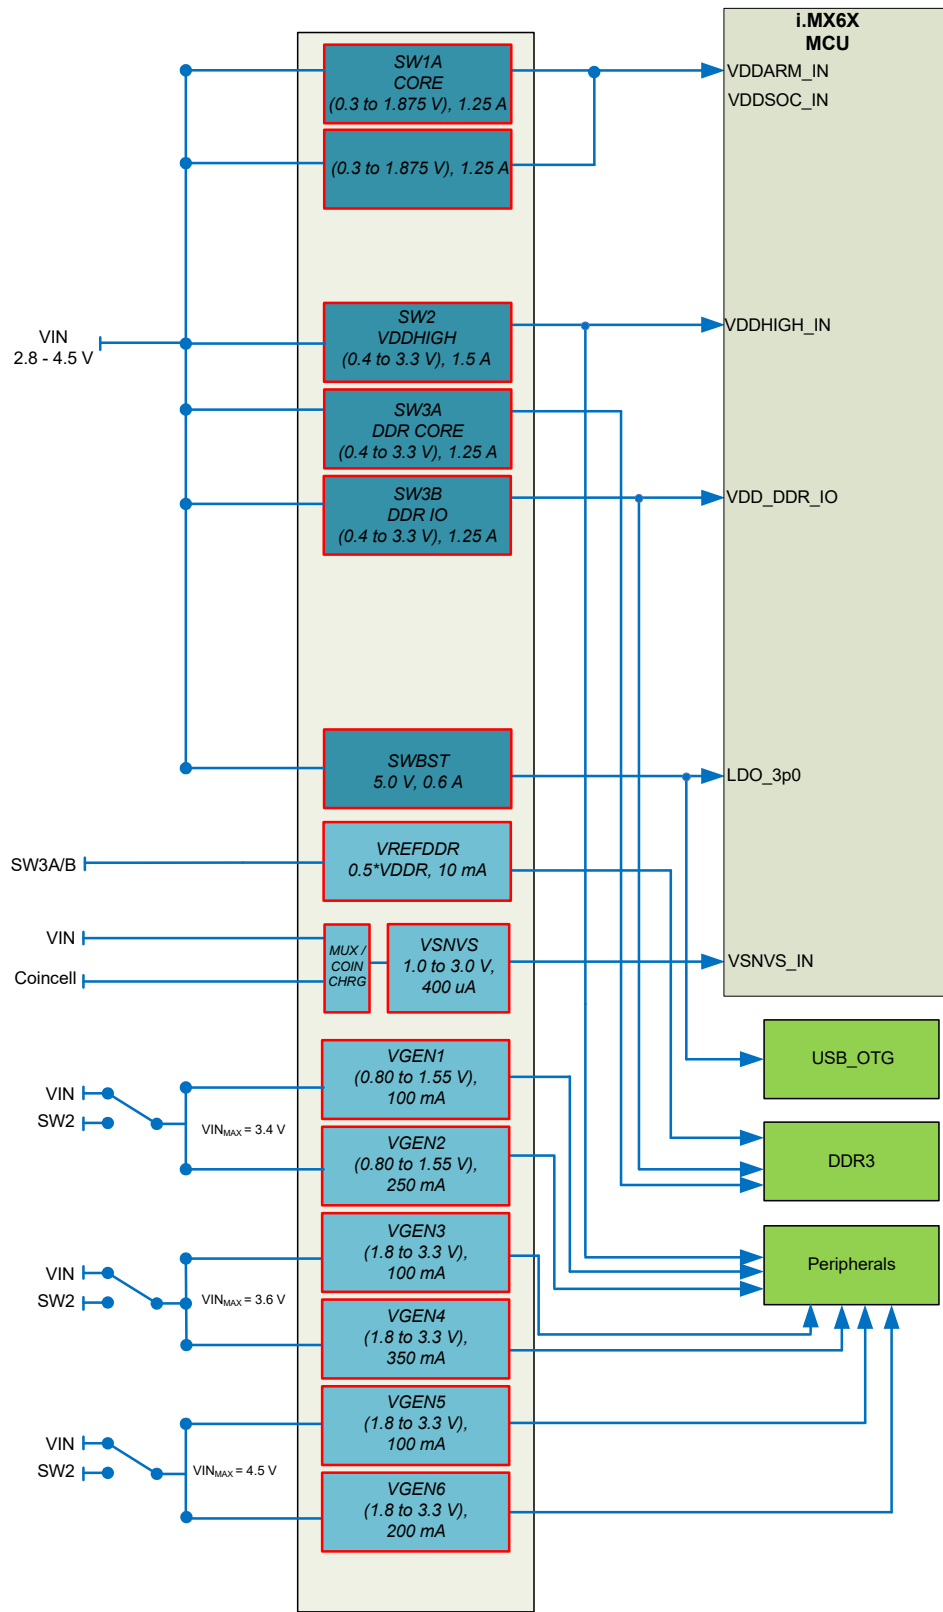 i.MX6X
MCU
SW1A
CORE
(0.3 to 1.875 V), 1.25 A
VDDARM_IN
VDDSOC_IN
(0.3 to 1.875 V), 1.25 A
VIN
2.8 - 4.5 V
SW2
VDDHIGH
(0.4 to 3.3 V), 1.5 A
VDDHIGH_IN
SW3A
DDR CORE
(0.4 to 3.3 V), 1.25 A
SW3B
DDR IO
(0.4 to 3.3 V), 1.25 A
VDD_DDR_IO
SWBST
5.0 V, 0.6 A
LDO_3p0
SW3A/B
VREFDDR
0.5*VDDR, 10 mA
VIN
Coincell
MUX /
COIN
CHRG
VSNVS
1.0 to 3.0 V,
400 uA
VSNVS_IN
USB_OTG
VIN
SW2
VINMAX = 3.4 V
VGEN1
(0.80 to 1.55 V),
100 mA
VGEN2
(0.80 to 1.55 V),
250 mA
DDR3
VIN
SW2
VINMAX = 3.6 V
VGEN3
(1.8 to 3.3 V),
100 mA
VGEN4
(1.8 to 3.3 V),
350 mA
Peripherals
VIN
SW2
VINMAX = 4.5 V
VGEN5
(1.8 to 3.3 V),
100 mA
VGEN6
(1.8 to 3.3 V),
200 mA